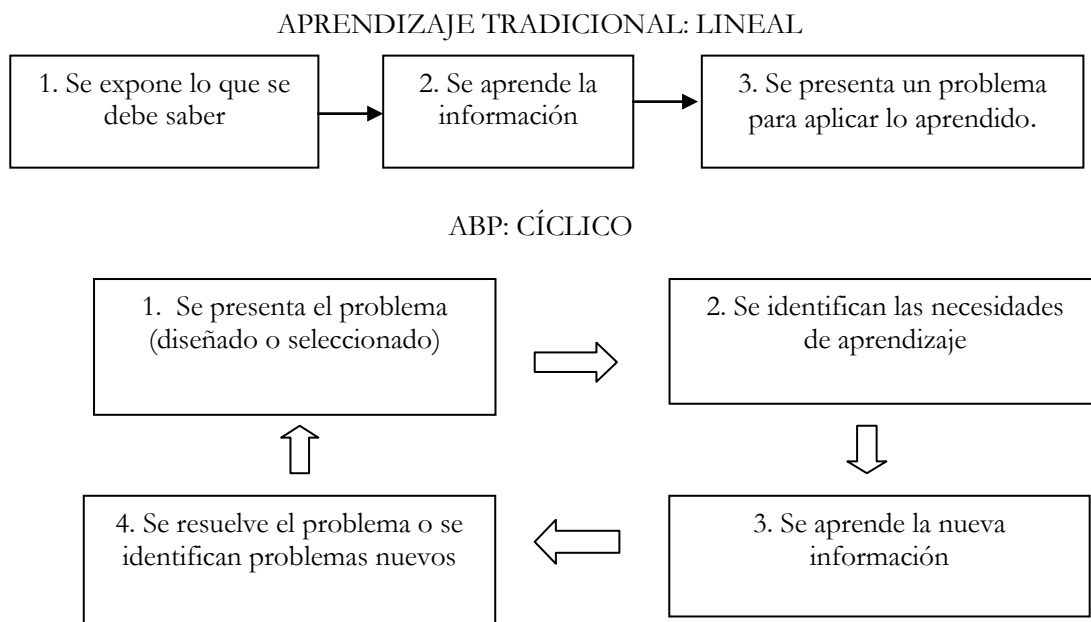 APRENDIZAJE TRADICIONAL: LINEAL
1. Se expone lo que se
debe saber
2. Se aprende la
información
3. Se presenta un problema
para aplicar lo aprendido.
ABP: CÍCLICO
1. Se presenta el problema
(diseñado o seleccionado)
2. Se identifican las necesidades
de aprendizaje
4. Se resuelve el problema o se
identifican problemas nuevos
3. Se aprende la nueva
información